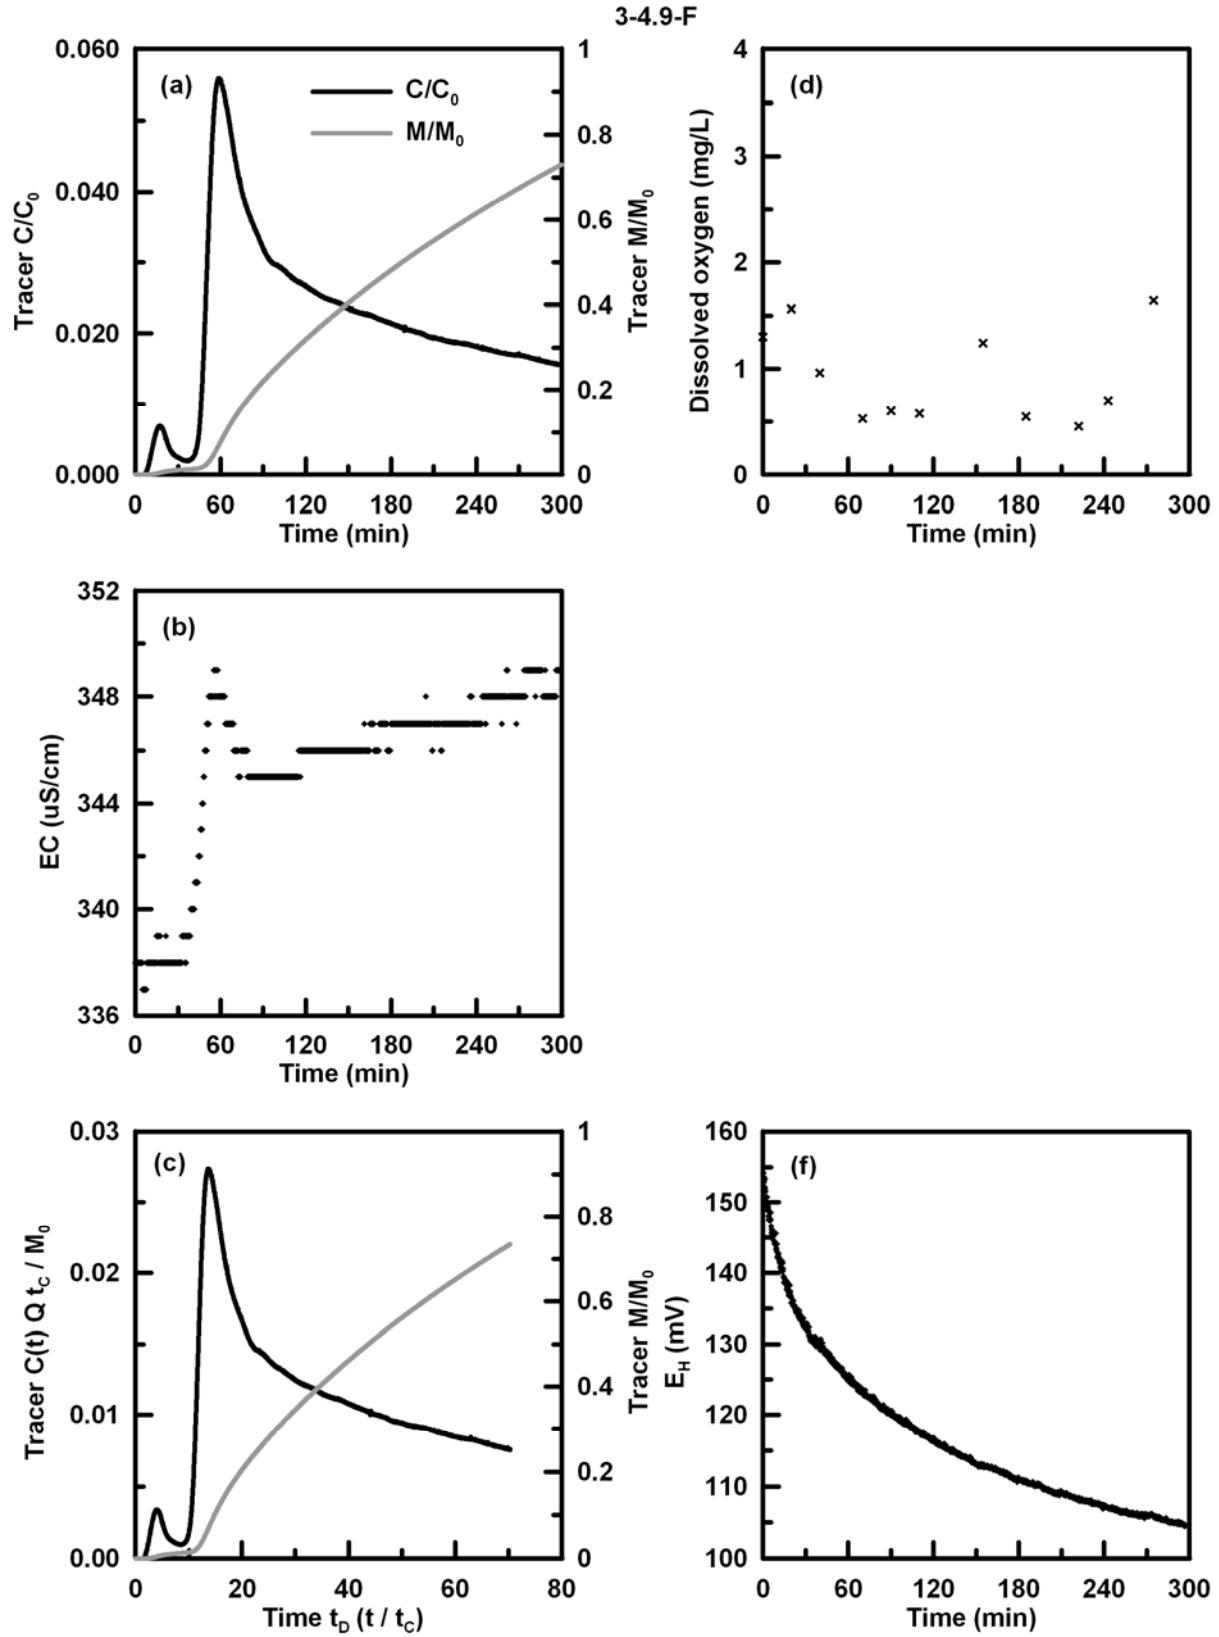 3-4.9-F
(a)
C/C₀
M/M₀
0.060
0.040
0.020
0.000
Tracer C/C₀
1
0.8
0.6
0.4
0.2
0
Tracer M/M₀
0 60 120 180 240 300
Time (min)
(d)
4
3
2
1
0
Dissolved oxygen (mg/L)
0 60 120 180 240 300
Time (min)
(b)
352
348
344
340
336
EC (uS/cm)
0 60 120 180 240 300
Time (min)
(c)
0.03
0.02
0.01
0.00
Tracer C(t) Q t_C / M₀
1
0.8
0.6
0.4
0.2
0
Tracer M/M₀
0 20 40 60 80
Time t_D (t / t_C)
(f)
160
150
140
130
120
110
100
E_H (mV)
0 60 120 180 240 300
Time (min)